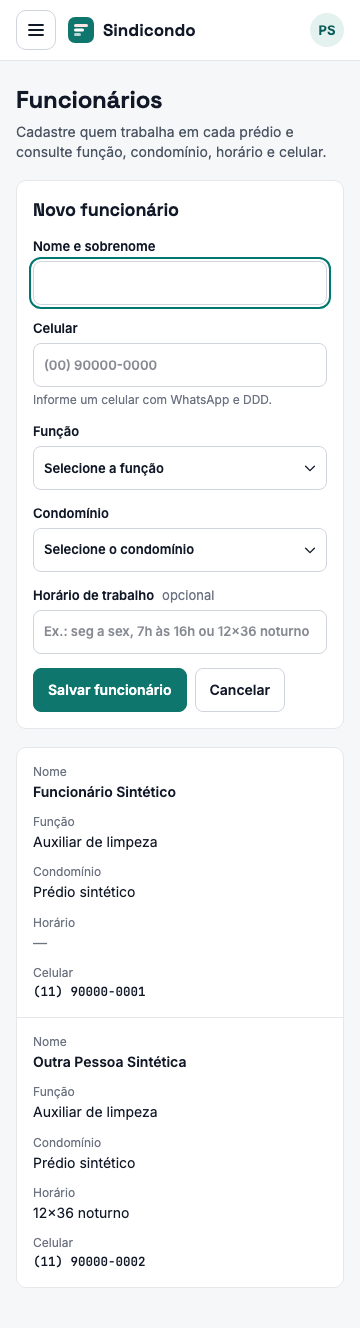 Sindicondo
PS
Funcionários
Cadastre quem trabalha em cada prédio e
consulte função, condomínio, horário e celular.
Novo funcionário
Nome e sobrenome
Celular
(00) 90000-0000
Informe um celular com WhatsApp e DDD.
Função
Selecione a função
Condomínio
Selecione o condomínio
Horário de trabalho opcional
Ex.: seg a sex, 7h às 16h ou 12×36 noturno
Salvar funcionário
Cancelar
Nome
Funcionário Sintético
Função
Auxiliar de limpeza
Condomínio
Prédio sintético
Horário
—
Celular
(11) 90000-0001
Nome
Outra Pessoa Sintética
Função
Auxiliar de limpeza
Condomínio
Prédio sintético
Horário
12×36 noturno
Celular
(11) 90000-0002